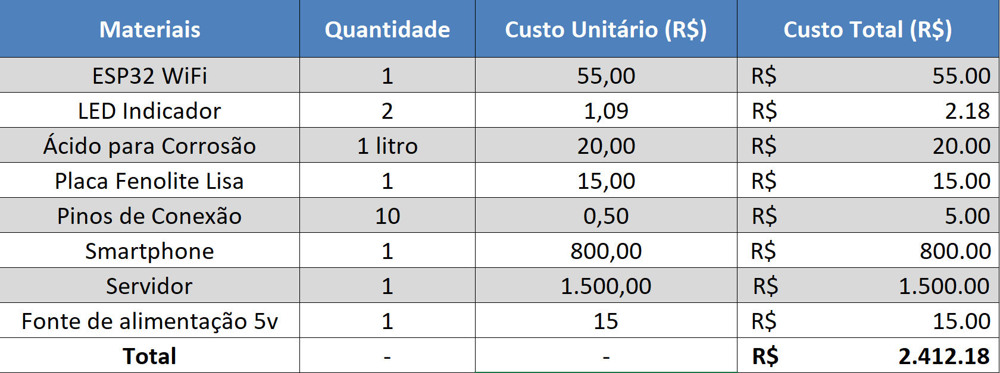 Materiais Quantidade Custo Unitário (R$) Custo Total (R$)
ESP32 WiFi 1 55,00 R$ 55.00
LED Indicador 2 1,09 R$ 2.18
Ácido para Corrosão 1 litro 20,00 R$ 20.00
Placa Fenolite Lisa 1 15,00 R$ 15.00
Pinos de Conexão 10 0,50 R$ 5.00
Smartphone 1 800,00 R$ 800.00
Servidor 1 1.500,00 R$ 1.500.00
Fonte de alimentação 5v 1 15 R$ 15.00
Total - - R$ 2.412.18